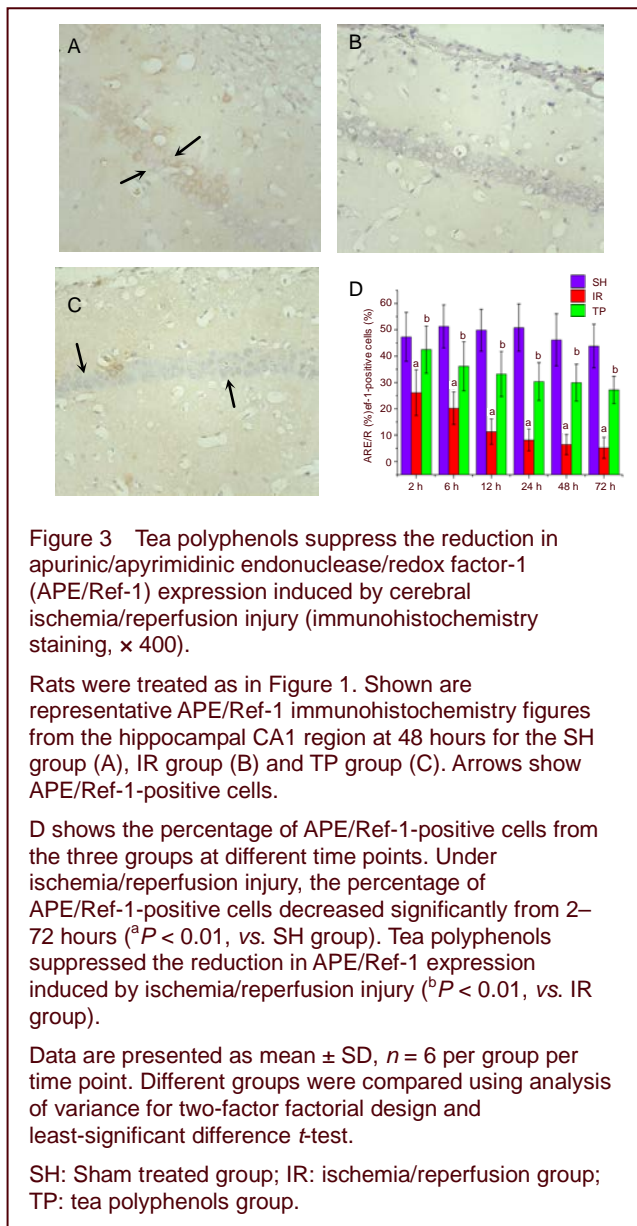 A
B
C
D
SH
IR
TP
ARE/R (%)ef-1-positive cells (%)
60
50
40
30
20
10
0
a
b
a
b
a
b
a
b
a
b
a
b
2 h
6 h
12 h
24 h
48 h
72 h
Figure 3 Tea polyphenols suppress the reduction in
apurinic/apyrimidinic endonuclease/redox factor-1
(APE/Ref-1) expression induced by cerebral
ischemia/reperfusion injury (immunohistochemistry
staining, × 400).
Rats were treated as in Figure 1. Shown are
representative APE/Ref-1 immunohistochemistry figures
from the hippocampal CA1 region at 48 hours for the SH
group (A), IR group (B) and TP group (C). Arrows show
APE/Ref-1-positive cells.
D shows the percentage of APE/Ref-1-positive cells from
the three groups at different time points. Under
ischemia/reperfusion injury, the percentage of
APE/Ref-1-positive cells decreased significantly from 2–
72 hours (ᵃP < 0.01, vs. SH group). Tea polyphenols
suppressed the reduction in APE/Ref-1 expression
induced by ischemia/reperfusion injury (ᵇP < 0.01, vs. IR
group).
Data are presented as mean ± SD, n = 6 per group per
time point. Different groups were compared using analysis
of variance for two-factor factorial design and
least-significant difference t-test.
SH: Sham treated group; IR: ischemia/reperfusion group;
TP: tea polyphenols group.